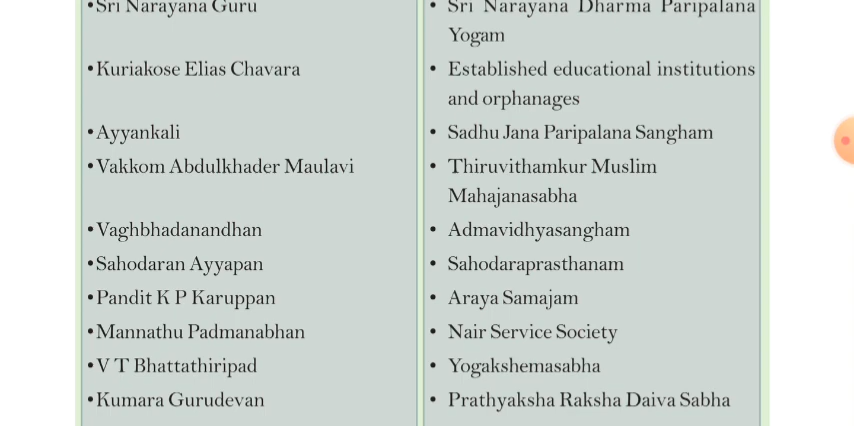 •Sri Narayana Guru
• Sri Narayana Dharma Paripalana
Yogam
•Kuriakose Elias Chavara
• Established educational institutions
and orphanages
•Ayyankali
• Sadhu Jana Paripalana Sangham
•Vakkom Abdulkhader Maulavi
• Thiruvithamkur Muslim
Mahajanasabha
•Vaghbhadanandhan
• Admavidhyasangham
•Sahodaran Ayyapan
• Sahodaraprasthanam
•Pandit K P Karuppan
• Araya Samajam
•Mannathu Padmanabhan
• Nair Service Society
•V T Bhattathiripad
• Yogakshemasabha
•Kumara Gurudevan
• Prathyaksha Raksha Daiva Sabha